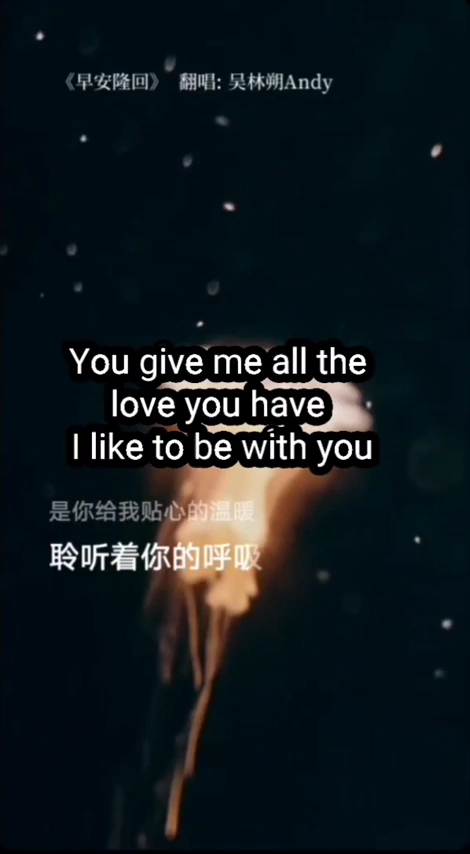 《早安隆回》 翻唱: 吴林朔Andy
You give me all the
love you have
I like to be with you
是你给我贴心的温暖
聆听着你的呼吸